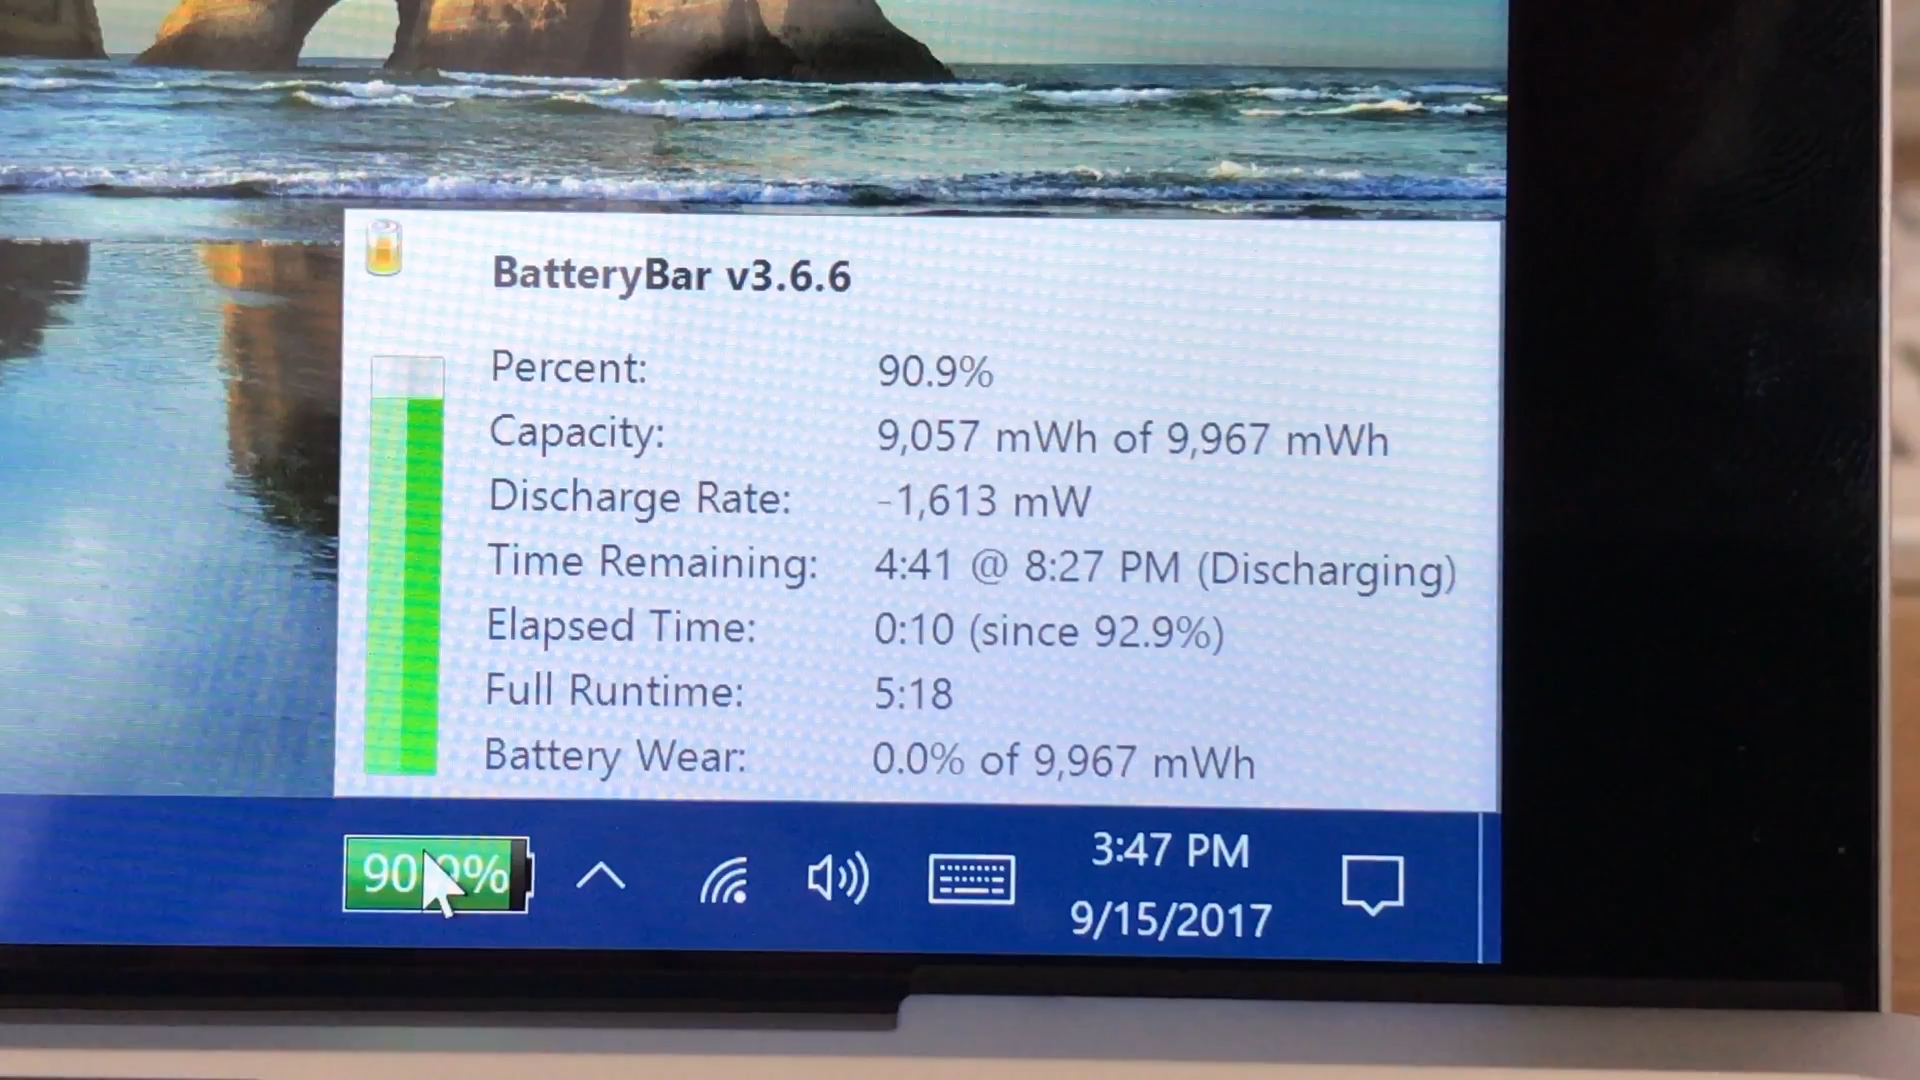 BatteryBar v3.6.6
Percent: 90.9%
Capacity: 9,057 mWh of 9,967 mWh
Discharge Rate: -1,613 mW
Time Remaining: 4:41 @ 8:27 PM (Discharging)
Elapsed Time: 0:10 (since 92.9%)
Full Runtime: 5:18
Battery Wear: 0.0% of 9,967 mWh
90.9%
3:47 PM
9/15/2017